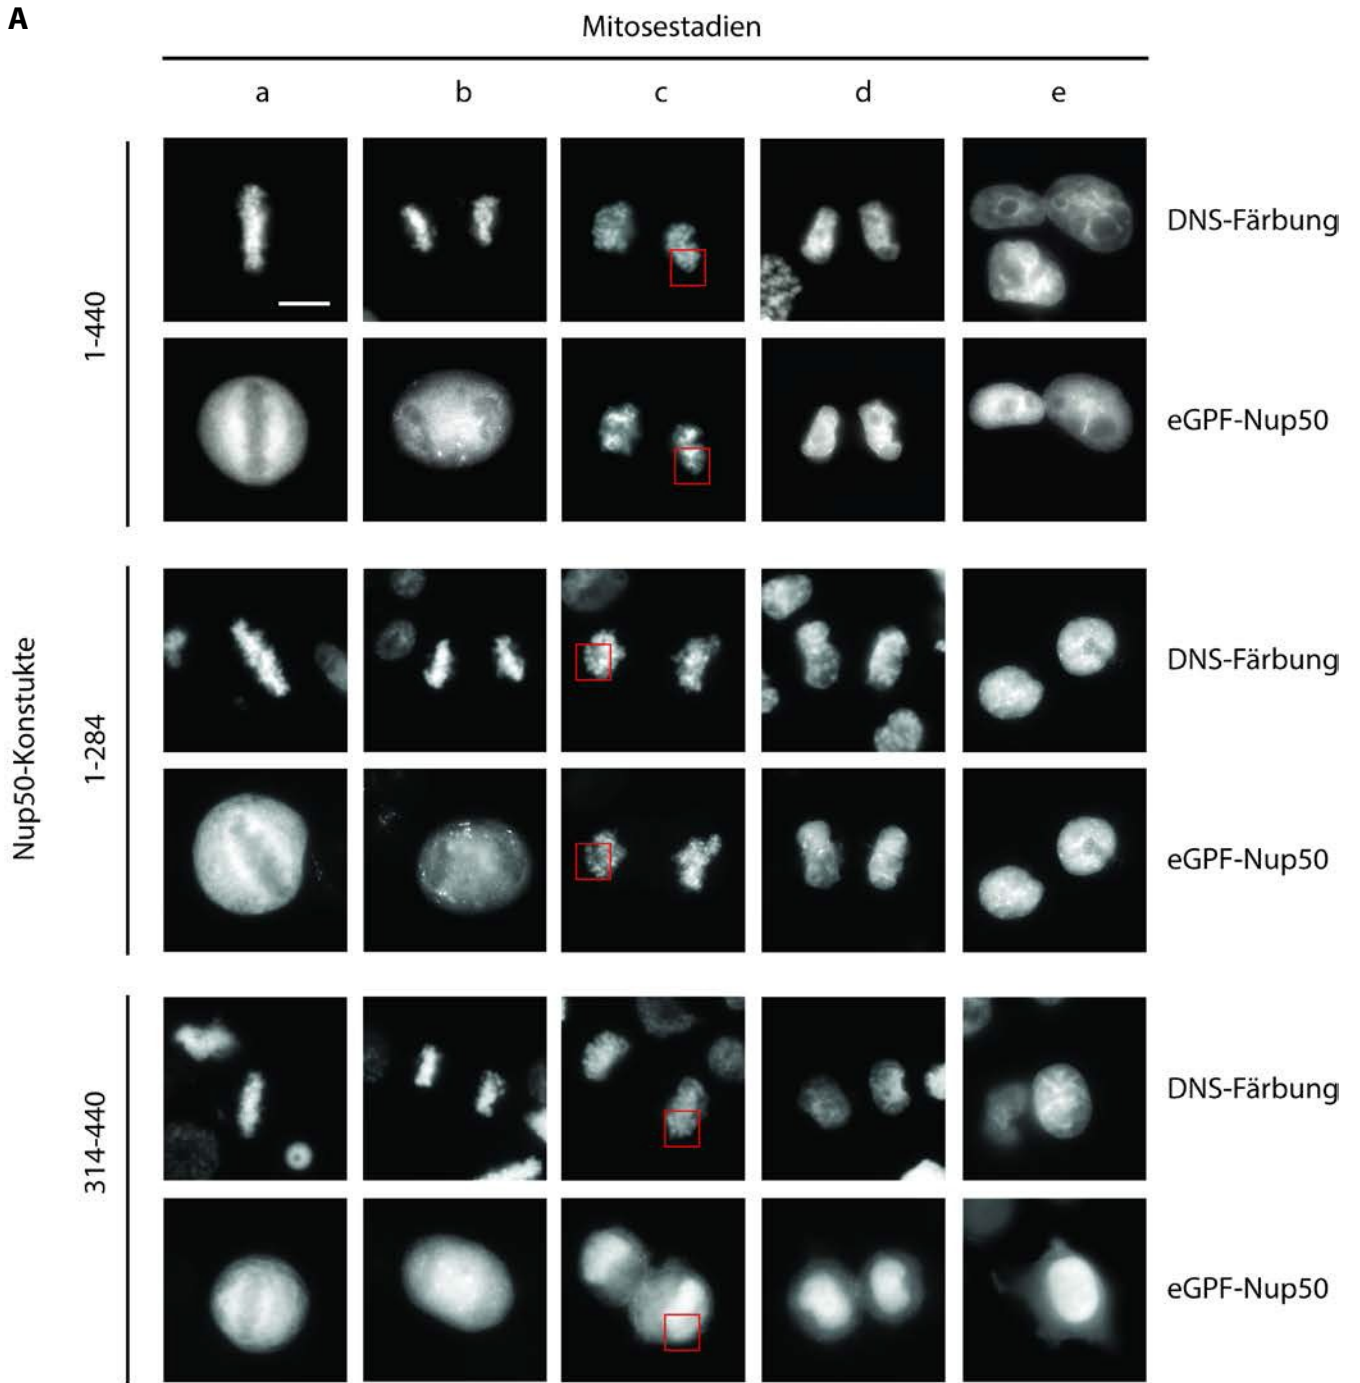 A
Mitosestadien
a b c d e
Nup50-Konstukte
1-440
DNS-Färbung
eGPF-Nup50
1-284
DNS-Färbung
eGPF-Nup50
314-440
DNS-Färbung
eGPF-Nup50